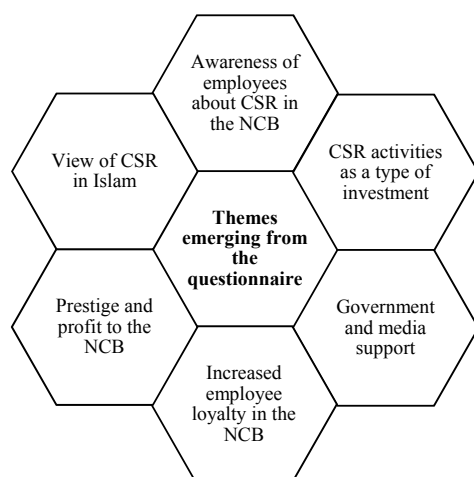 Awareness of
employees
about CSR in
the NCB
View of CSR
in Islam
CSR activities
as a type of
investment
Themes
emerging from
the
questionnaire
Prestige and
profit to the
NCB
Government
and media
support
Increased
employee
loyalty in the
NCB